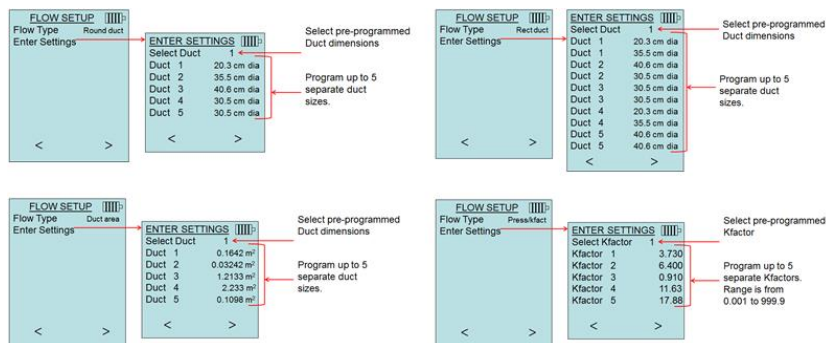 FLOW SETUP
Flow Type Round duct
Enter Settings
< >
ENTER SETTINGS
Select Duct 1
Duct 1 20.3 cm dia
Duct 2 35.5 cm dia
Duct 3 40.6 cm dia
Duct 4 30.5 cm dia
Duct 5 30.5 cm dia
< >
Select pre-programmed
Duct dimensions
Program up to 5
separate duct
sizes.
FLOW SETUP
Flow Type Rect duct
Enter Settings
< >
ENTER SETTINGS
Select Duct 1
Duct 1 20.3 cm dia
Duct 1 35.5 cm dia
Duct 2 40.6 cm dia
Duct 2 30.5 cm dia
Duct 3 30.5 cm dia
Duct 3 30.5 cm dia
Duct 4 20.3 cm dia
Duct 4 35.5 cm dia
Duct 5 40.6 cm dia
Duct 5 40.6 cm dia
< >
Select pre-programmed
Duct dimensions
Program up to 5
separate duct
sizes.
FLOW SETUP
Flow Type Duct area
Enter Settings
< >
ENTER SETTINGS
Select Duct 1
Duct 1 0.1642 m²
Duct 2 0.03242 m²
Duct 3 1.2133 m²
Duct 4 2.233 m²
Duct 5 0.1098 m²
< >
Select pre-programmed
Duct dimensions
Program up to 5
separate duct
sizes.
FLOW SETUP
Flow Type Press/kfact
Enter Settings
< >
ENTER SETTINGS
Select Kfactor 1
Kfactor 1 3.730
Kfactor 2 6.400
Kfactor 3 0.910
Kfactor 4 11.63
Kfactor 5 17.88
< >
Select pre-programmed
Kfactor
Program up to 5
separate Kfactors.
Range is from
0.001 to 999.9